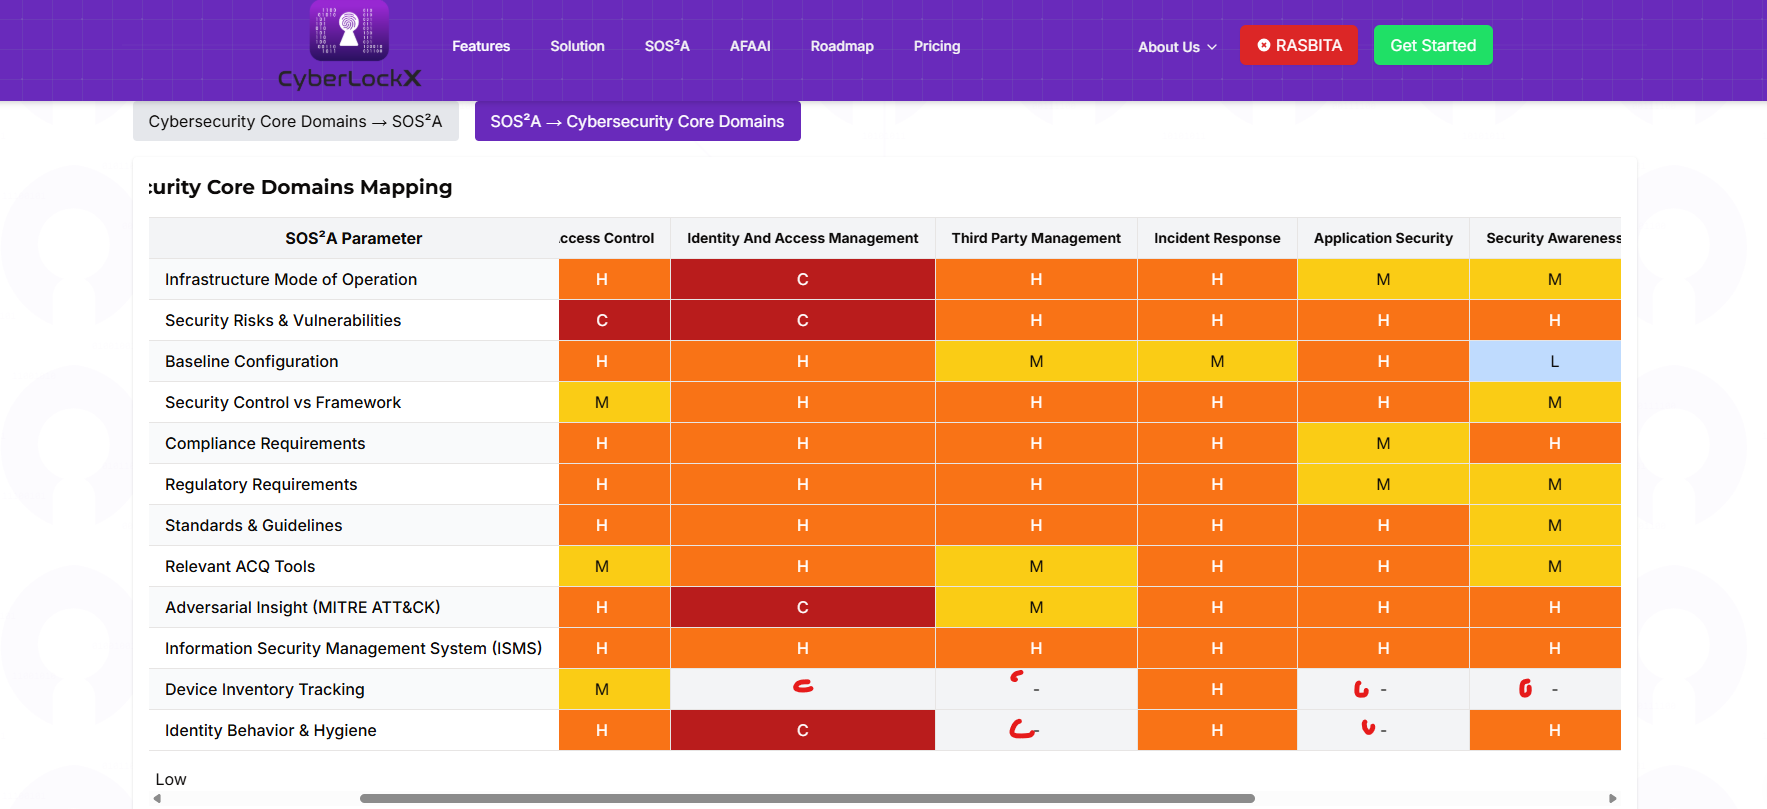 CyberLockX
Features Solution SOS²A AFAAI Roadmap Pricing About Us RASBITA Get Started
Cybersecurity Core Domains → SOS²A SOS²A → Cybersecurity Core Domains
curity Core Domains Mapping
SOS²A Parameter ccess Control Identity And Access Management Third Party Management Incident Response Application Security Security Awareness
Infrastructure Mode of Operation H C H H M M
Security Risks & Vulnerabilities C C H H H H
Baseline Configuration H H M M H L
Security Control vs Framework M H H H H M
Compliance Requirements H H H H M H
Regulatory Requirements H H H H M M
Standards & Guidelines H H H H H M
Relevant ACQ Tools M H M H H M
Adversarial Insight (MITRE ATT&CK) H C M H H H
Information Security Management System (ISMS) H H H H H H
Device Inventory Tracking M - H - -
Identity Behavior & Hygiene H C - H - H
Low